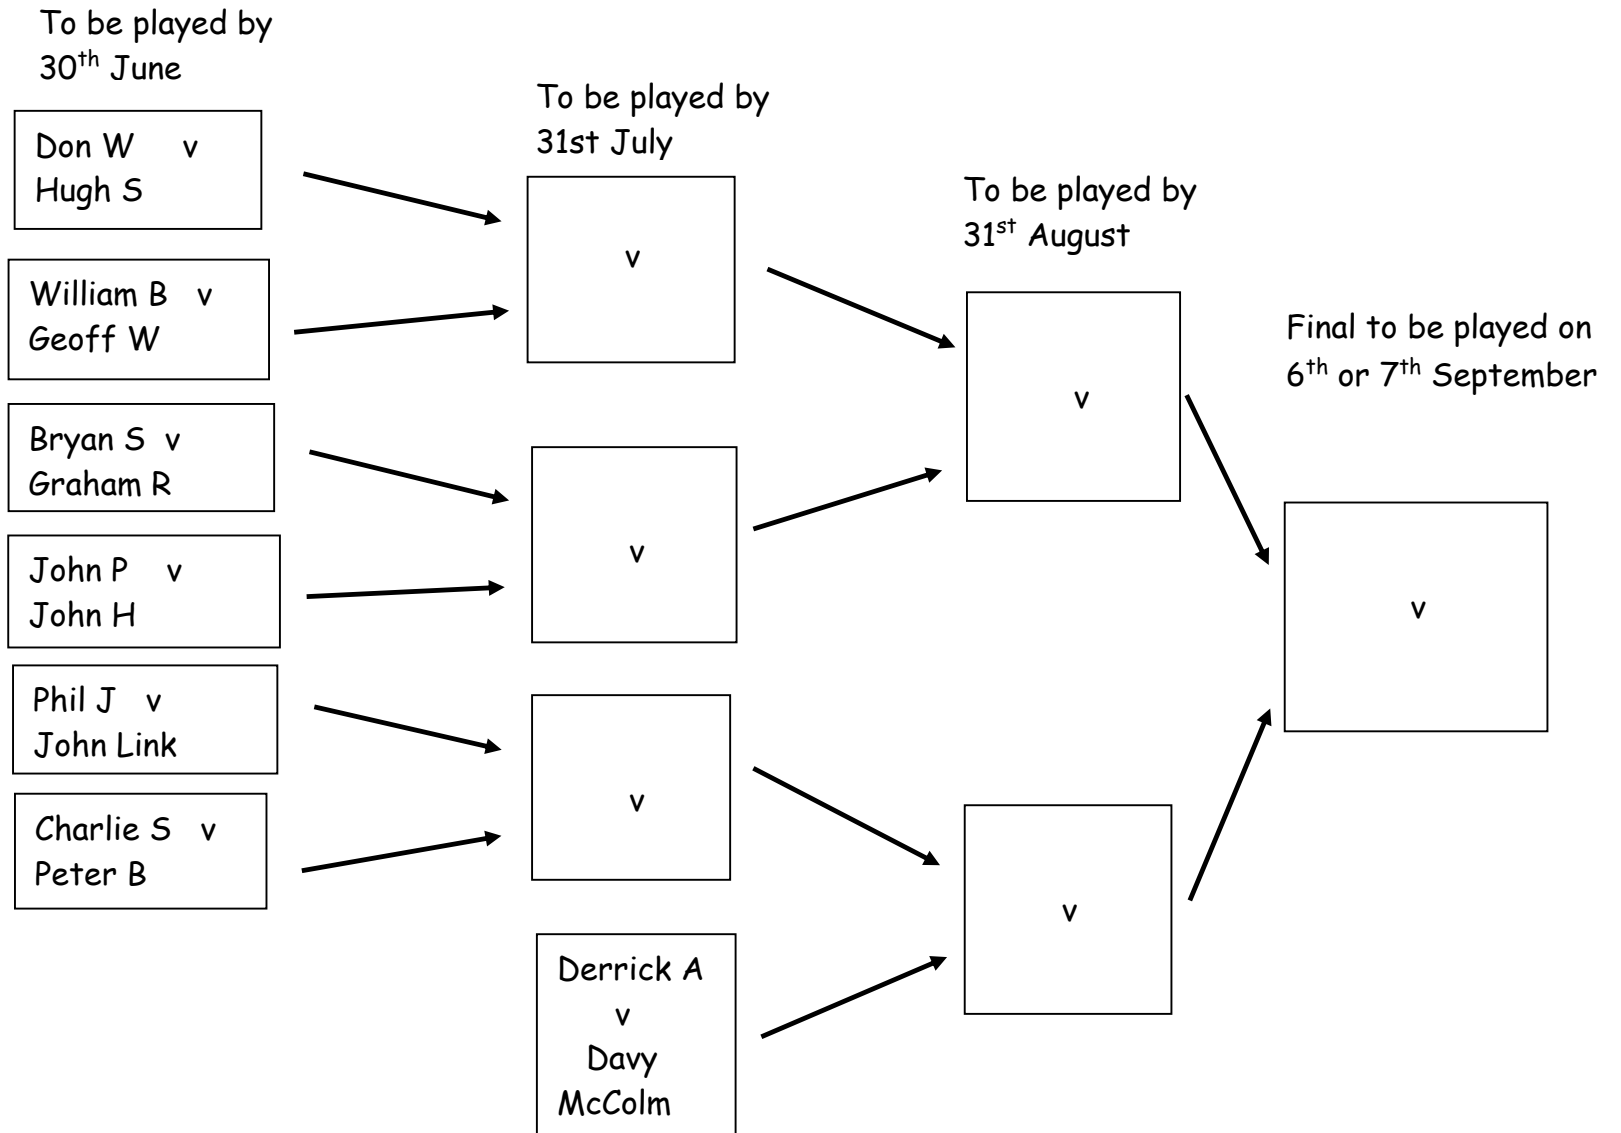 To be played by
30th June
Don W v
Hugh S
William B v
Geoff W
Bryan S v
Graham R
John P v
John H
Phil J v
John Link
Charlie S v
Peter B
To be played by
31st July
v
v
v
Derrick A
v
Davy
McColm
To be played by
31st August
v
v
Final to be played on
6th or 7th September
v